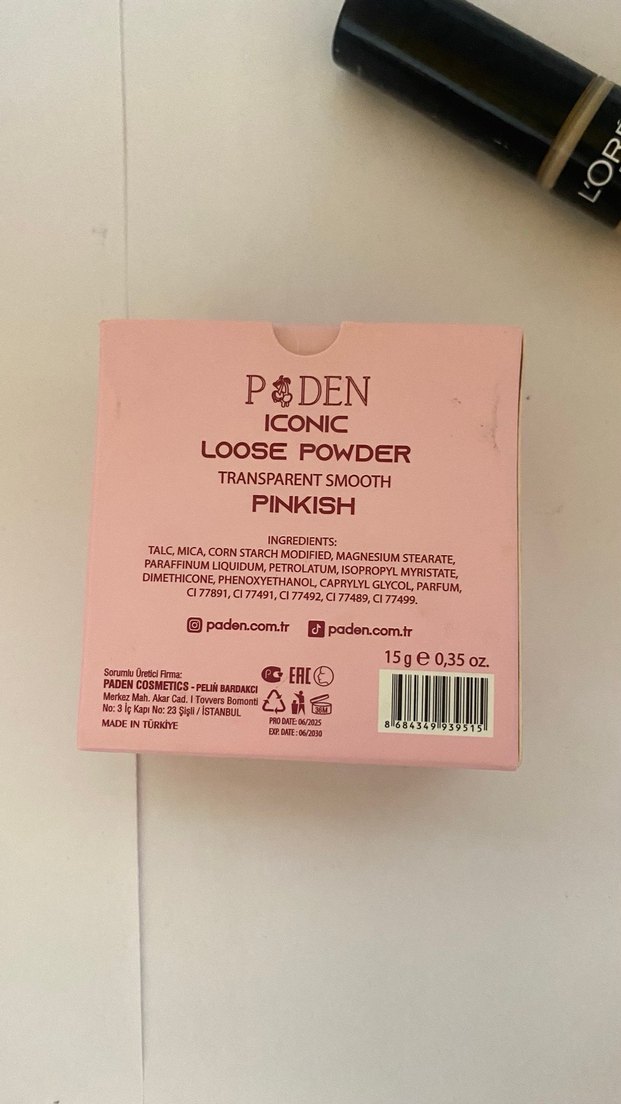 L'ORÉ
PADEN
ICONIC
LOOSE POWDER
TRANSPARENT SMOOTH
PINKISH
INGREDIENTS:
TALC, MICA, CORN STARCH MODIFIED, MAGNESIUM STEARATE,
PARAFFINUM LIQUIDUM, PETROLATUM, ISOPROPYL MYRISTATE,
DIMETHICONE, PHENOXYETHANOL, CAPRYLYL GLYCOL, PARFUM,
CI 77891, CI 77491, CI 77492, CI 77489, CI 77499.
paden.com.tr paden.com.tr
15 g e 0,35 oz.
Sorumlu Üretici Firma:
PADEN COSMETICS - PELİN BARDAKCI
Merkez Mah. Akar Cad. I Tovvers Bomonti
No: 3 İç Kapı No: 23 Şişli / İSTANBUL
MADE IN TÜRKİYE
EAC
36M
PRO DATE: 06/2025
EXP. DATE : 06/2030
8 684349 939515